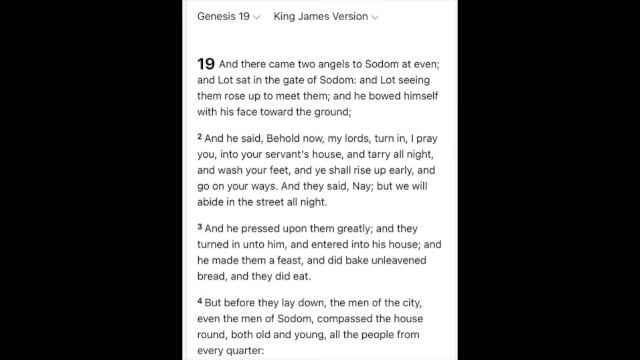 Genesis 19 King James Version
19 And there came two angels to Sodom at even;
and Lot sat in the gate of Sodom: and Lot seeing
them rose up to meet them; and he bowed himself
with his face toward the ground;
2 And he said, Behold now, my lords, turn in, I pray
you, into your servant's house, and tarry all night,
and wash your feet, and ye shall rise up early, and
go on your ways. And they said, Nay; but we will
abide in the street all night.
3 And he pressed upon them greatly; and they
turned in unto him, and entered into his house; and
he made them a feast, and did bake unleavened
bread, and they did eat.
4 But before they lay down, the men of the city,
even the men of Sodom, compassed the house
round, both old and young, all the people from
every quarter: